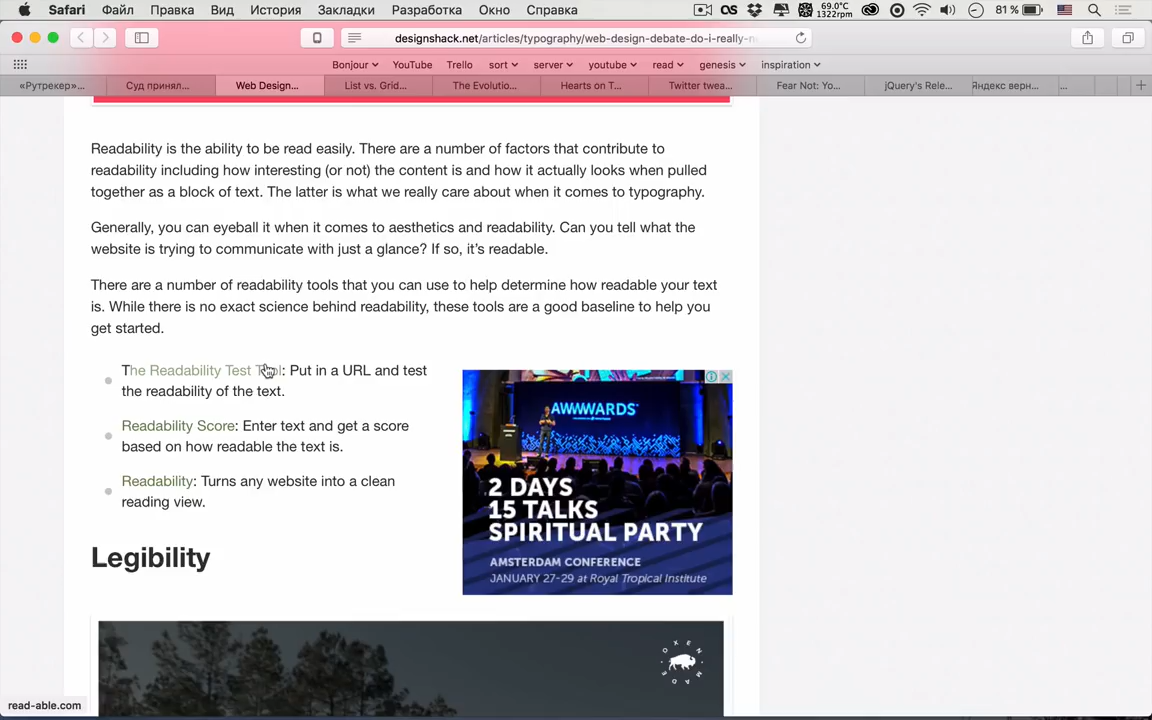 Safari Файл Правка Вид История Закладки Разработка Окно Справка 69.0°C 1322rpm 81 %
designshack.net/articles/typography/web-design-debate-do-i-really-n
Bonjour YouTube Trello sort server youtube read genesis inspiration
«Рутрекер»... Суд принял... Web Design... List vs. Grid... The Evolutio... Hearts on T... Twitter twea... Fear Not: Yo... jQuery's Rele... Яндекс верн... ...
Readability is the ability to be read easily. There are a number of factors that contribute to
readability including how interesting (or not) the content is and how it actually looks when pulled
together as a block of text. The latter is what we really care about when it comes to typography.
Generally, you can eyeball it when it comes to aesthetics and readability. Can you tell what the
website is trying to communicate with just a glance? If so, it's readable.
There are a number of readability tools that you can use to help determine how readable your text
is. While there is no exact science behind readability, these tools are a good baseline to help you
get started.
The Readability Test Tool: Put in a URL and test
the readability of the text.
Readability Score: Enter text and get a score
based on how readable the text is.
Readability: Turns any website into a clean
reading view.
AWWWARDS
2 DAYS
15 TALKS
SPIRITUAL PARTY
AMSTERDAM CONFERENCE
JANUARY 27-29 at Royal Tropical Institute
Legibility
OXEN MADE
read-able.com